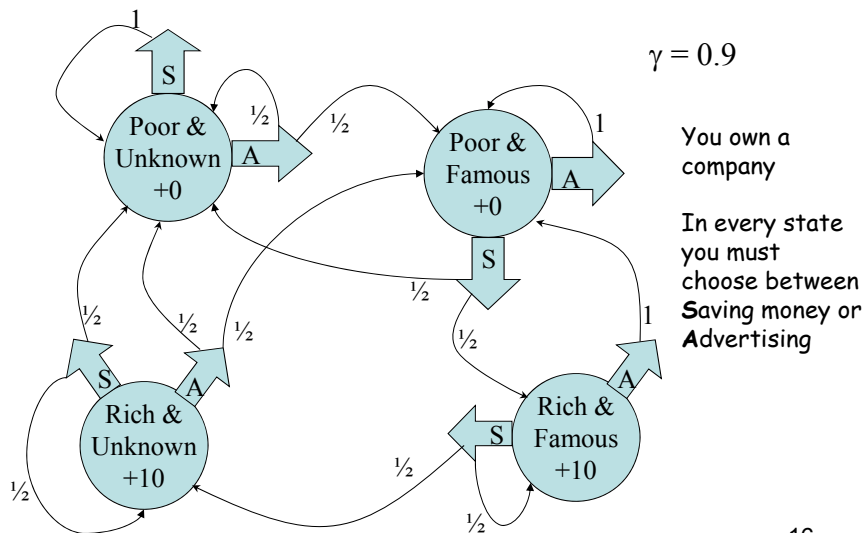 1
S
½
Poor &
Unknown
+0
A
½
Poor &
Famous
+0
1
A
S
γ = 0.9
You own a
company
In every state
you must
choose between
Saving money or
Advertising
½
½
½
½
½
1
S
A
Rich &
Unknown
+10
½
½
S
A
Rich &
Famous
+10
½